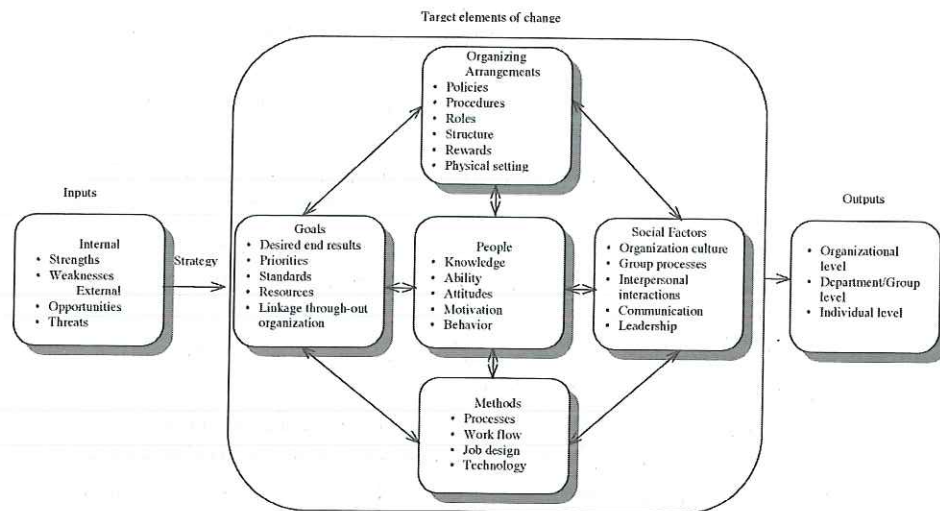 Target elements of change
Organizing
Arrangements
• Policies
• Procedures
• Roles
• Structure
• Rewards
• Physical setting
Inputs
Internal
• Strengths
• Weaknesses
External
• Opportunities
• Threats
Strategy
Goals
• Desired end results
• Priorities
• Standards
• Resources
• Linkage through-out
organization
People
• Knowledge
• Ability
• Attitudes
• Motivation
• Behavior
Social Factors
• Organization culture
• Group processes
• Interpersonal
interactions
• Communication
• Leadership
Outputs
• Organizational
level
• Department/Group
level
• Individual level
Methods
• Processes
• Work flow
• Job design
• Technology